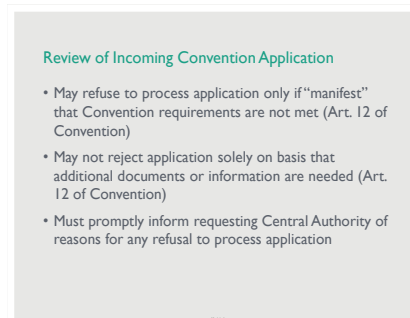 Review of Incoming Convention Application
• May refuse to process application only if “manifest”
that Convention requirements are not met (Art. 12 of
Convention)
• May not reject application solely on basis that
additional documents or information are needed (Art.
12 of Convention)
• Must promptly inform requesting Central Authority of
reasons for any refusal to process application